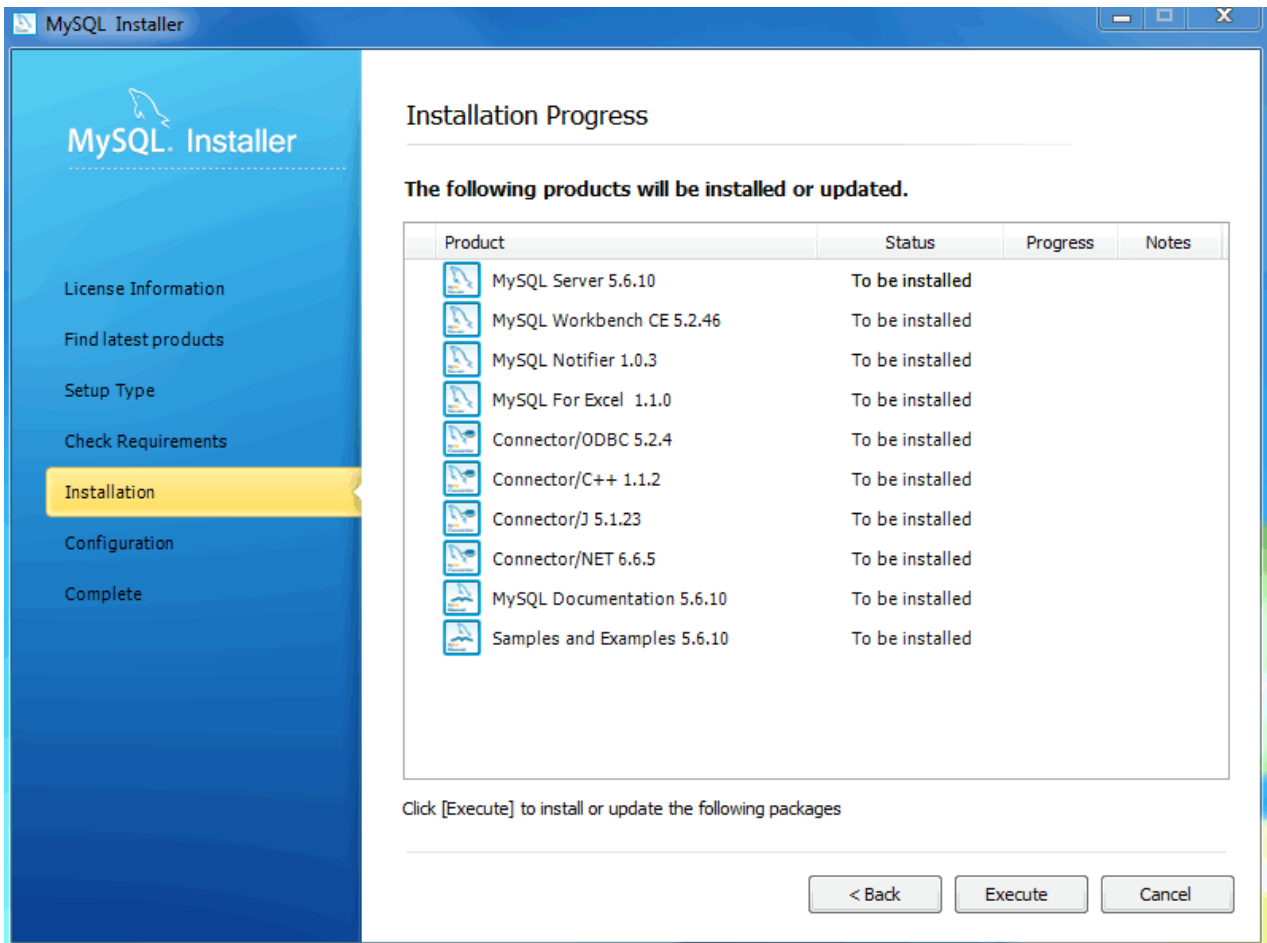 MySQL Installer
MySQL. Installer
License Information
Find latest products
Setup Type
Check Requirements
Installation
Configuration
Complete
Installation Progress
The following products will be installed or updated.
Product Status Progress Notes
MySQL Server 5.6.10 To be installed
MySQL Workbench CE 5.2.46 To be installed
MySQL Notifier 1.0.3 To be installed
MySQL For Excel 1.1.0 To be installed
Connector/ODBC 5.2.4 To be installed
Connector/C++ 1.1.2 To be installed
Connector/J 5.1.23 To be installed
Connector/NET 6.6.5 To be installed
MySQL Documentation 5.6.10 To be installed
Samples and Examples 5.6.10 To be installed
Click [Execute] to install or update the following packages
< Back Execute Cancel